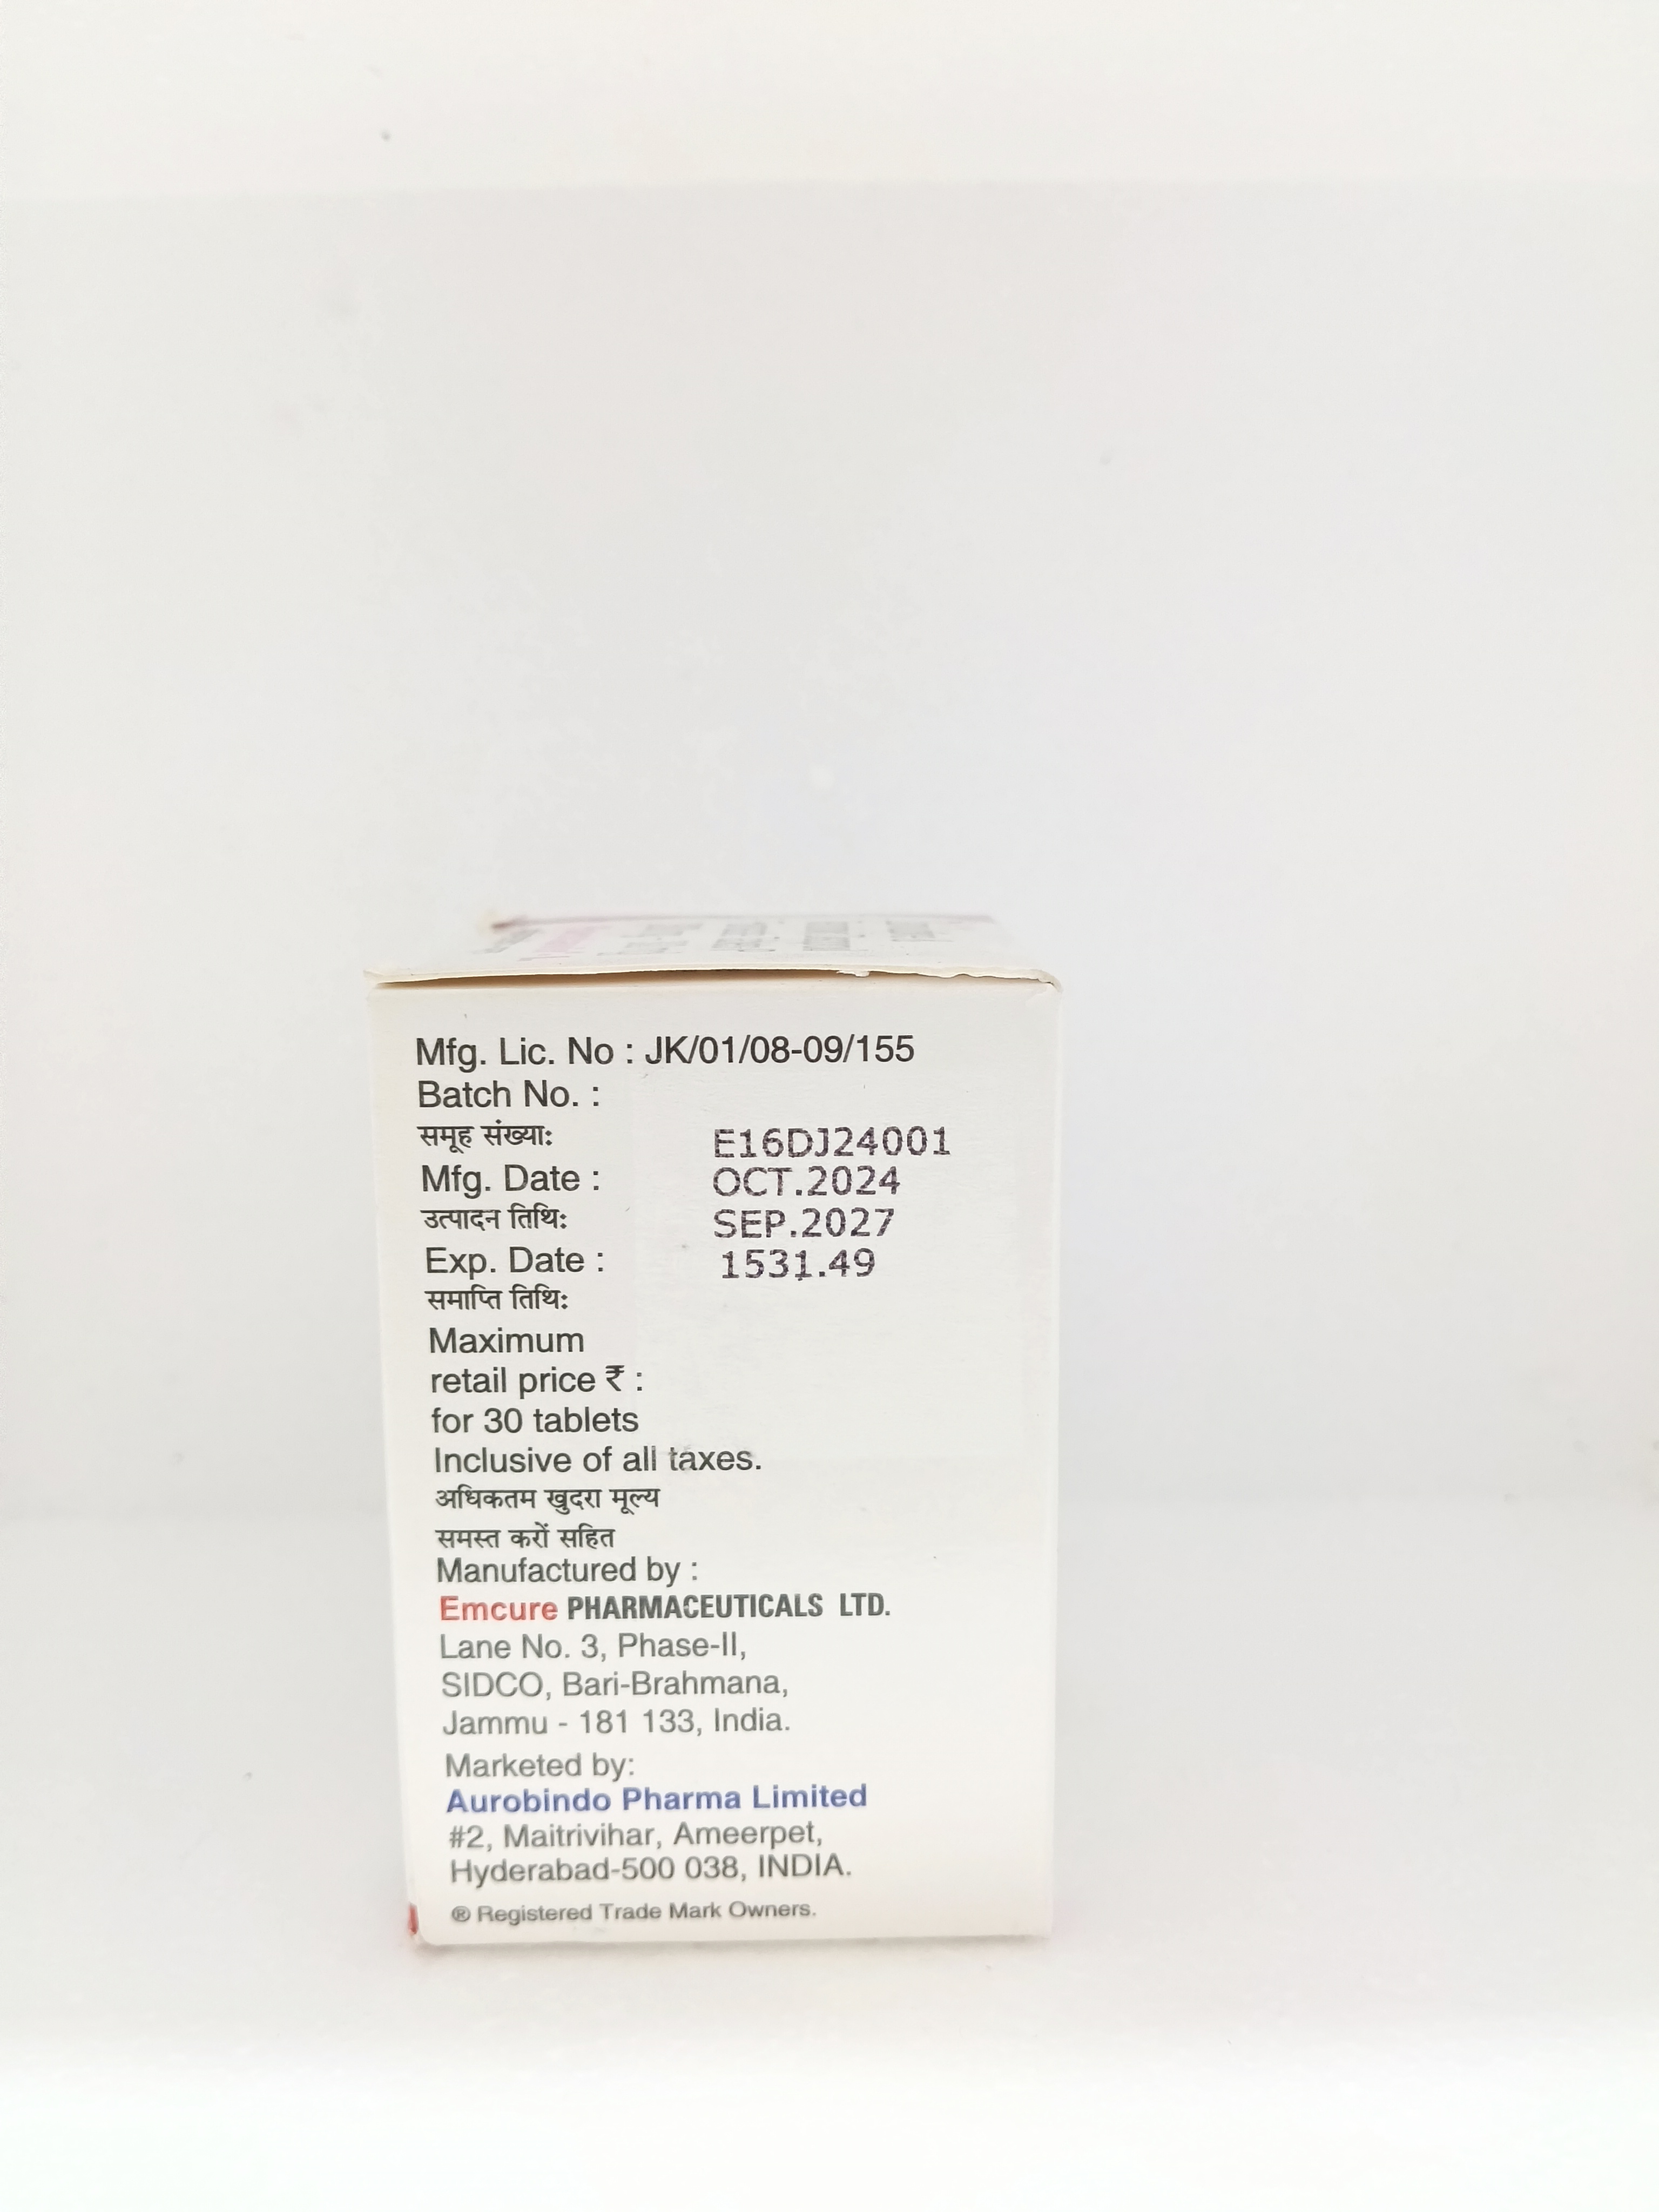 Mfg. Lic. No : JK/01/08-09/155
Batch No. :
समूह संख्याः
E16DJ24001
Mfg. Date :
OCT.2024
उत्पादन तिथिः
SEP.2027
Exp. Date :
1531.49
समाप्ति तिथिः
Maximum
retail price ₹ :
for 30 tablets
Inclusive of all taxes.
अधिकतम खुदरा मूल्य
समस्त करों सहित
Manufactured by :
Emcure PHARMACEUTICALS LTD.
Lane No. 3, Phase-II,
SIDCO, Bari-Brahmana,
Jammu - 181 133, India.
Marketed by:
Aurobindo Pharma Limited
#2, Maitrivihar, Ameerpet,
Hyderabad-500 038, INDIA.
® Registered Trade Mark Owners.